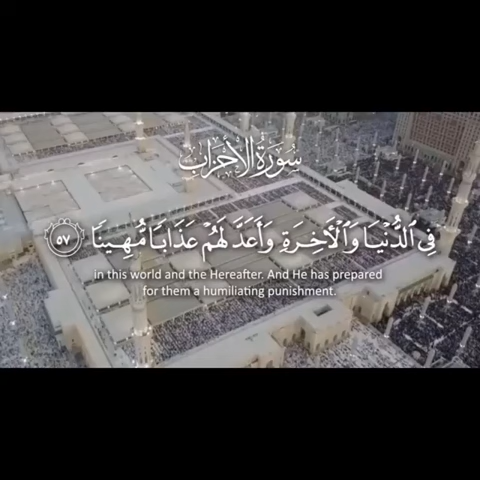 سُورَةُ الأَحْزَابِ
فِي ٱلدُّنْيَا وَٱلْأَخِرَةِ وَأَعَدَّ لَهُمْ عَذَابًا مُّهِينًا ٥٧
in this world and the Hereafter. And He has prepared
for them a humiliating punishment.